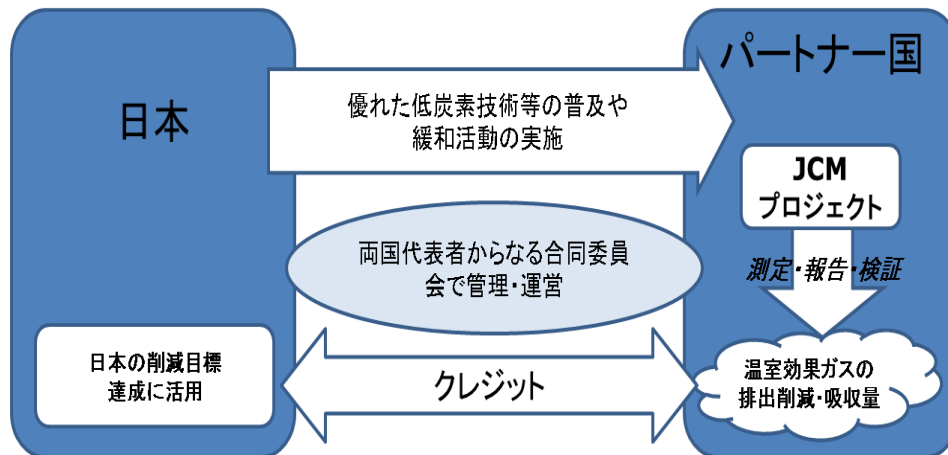 日本
優れた低炭素技術等の普及や
緩和活動の実施
パートナー国
JCM
プロジェクト
両国代表者からなる合同委員
会で管理・運営
測定・報告・検証
日本の削減目標
達成に活用
クレジット
温室効果ガスの
排出削減・吸収量